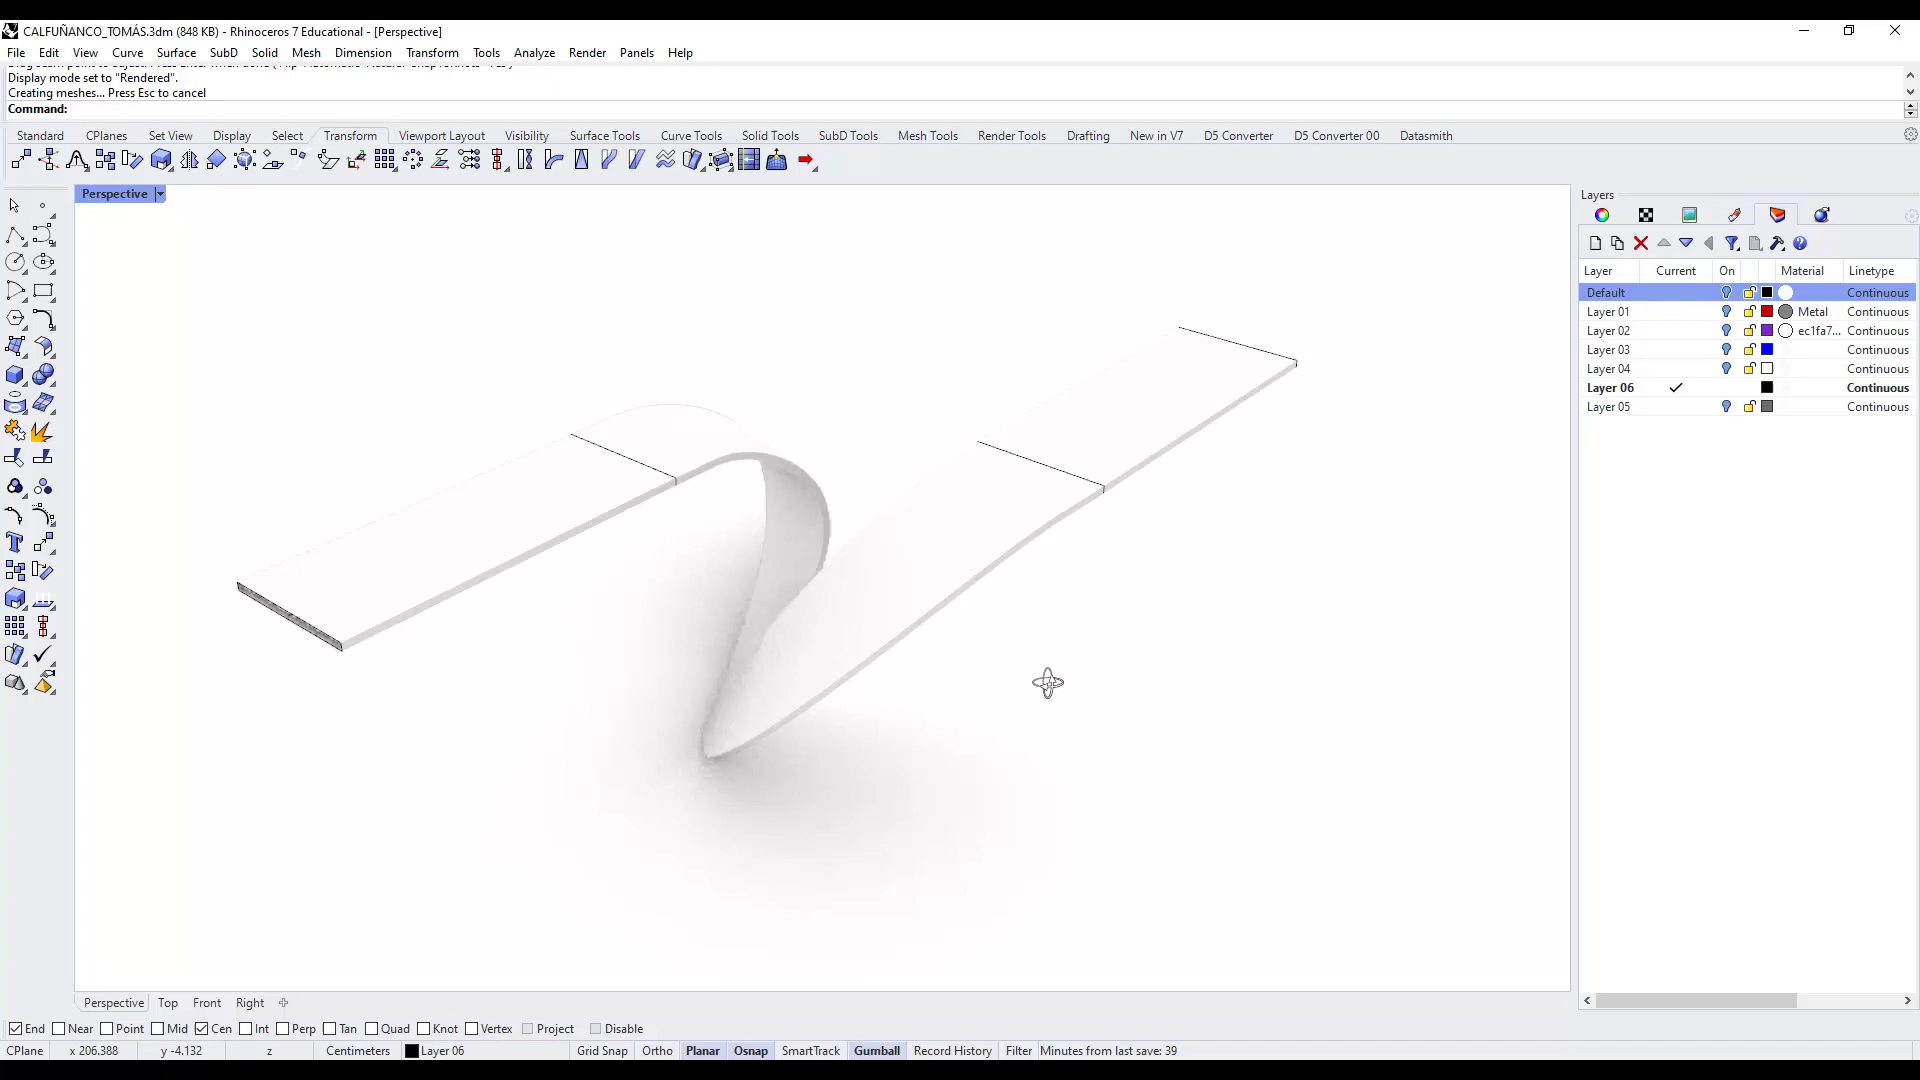 CALFUÑANCO_TOMÁS.3dm (848 KB) - Rhinoceros 7 Educational - [Perspective]
File Edit View Curve Surface SubD Solid Mesh Dimension Transform Tools Analyze Render Panels Help
Display mode set to "Rendered".
Creating meshes... Press Esc to cancel
Command:
Standard CPlanes Set View Display Select Transform Viewport Layout Visibility Surface Tools Curve Tools Solid Tools SubD Tools Mesh Tools Render Tools Drafting New in V7 D5 Converter D5 Converter 00 Datasmith
Perspective
Layers
Layer Current On Material Linetype
Default Continuous
Layer 01 Metal Continuous
Layer 02 ec1fa7... Continuous
Layer 03 Continuous
Layer 04 Continuous
Layer 06 Continuous
Layer 05 Continuous
Perspective Top Front Right
End Near Point Mid Cen Int Perp Tan Quad Knot Vertex Project Disable
CPlane x 206.388 y -4.132 z Centimeters Layer 06 Grid Snap Ortho Planar Osnap SmartTrack Gumball Record History Filter Minutes from last save: 39